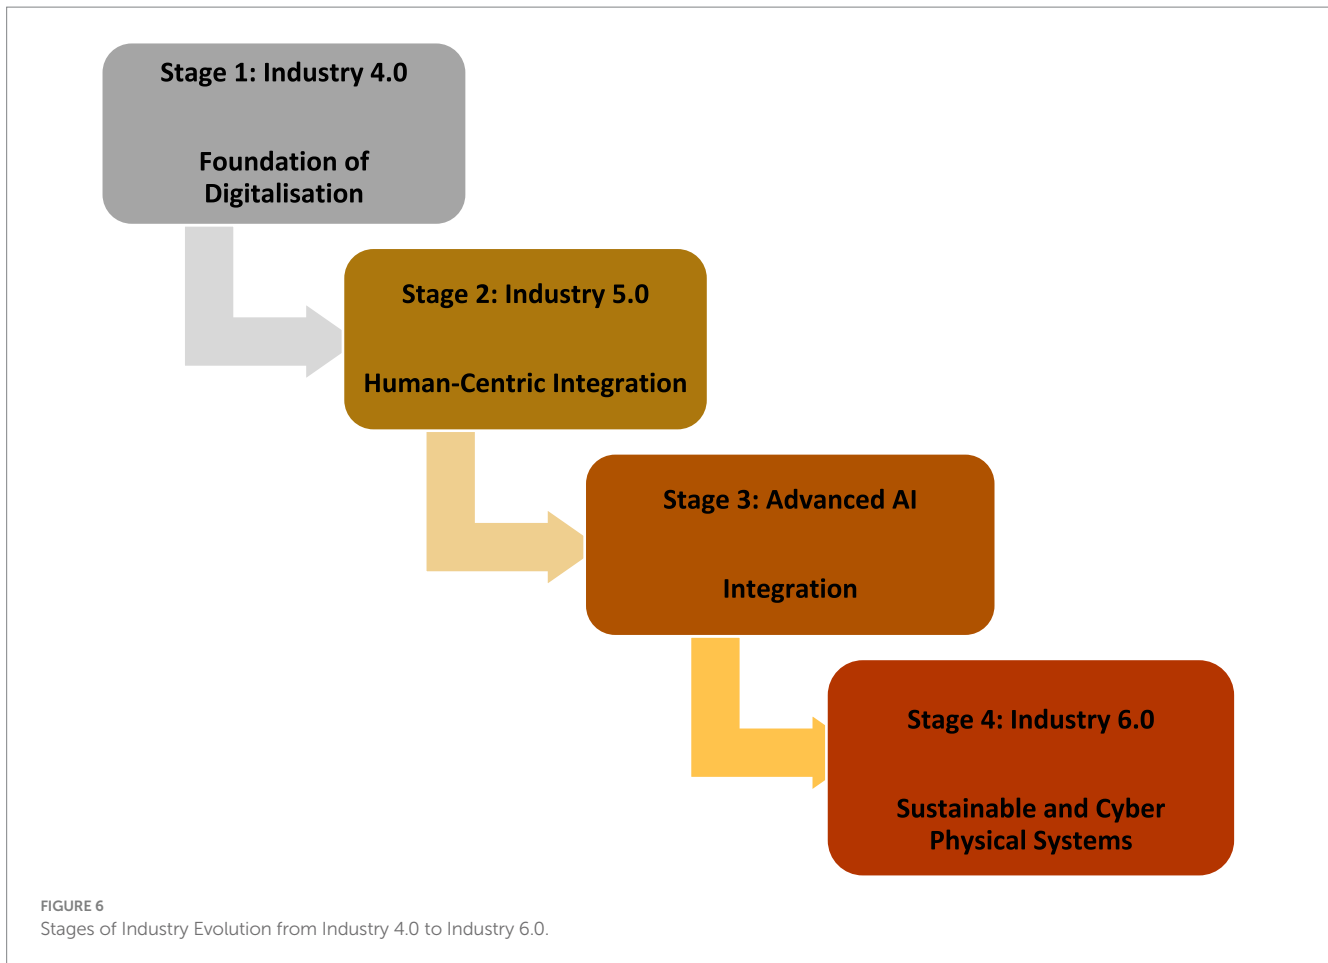 Stage 1: Industry 4.0
Foundation of
Digitalisation
Stage 2: Industry 5.0
Human-Centric Integration
Stage 3: Advanced AI
Integration
Stage 4: Industry 6.0
Sustainable and Cyber
Physical Systems
FIGURE 6
Stages of Industry Evolution from Industry 4.0 to Industry 6.0.